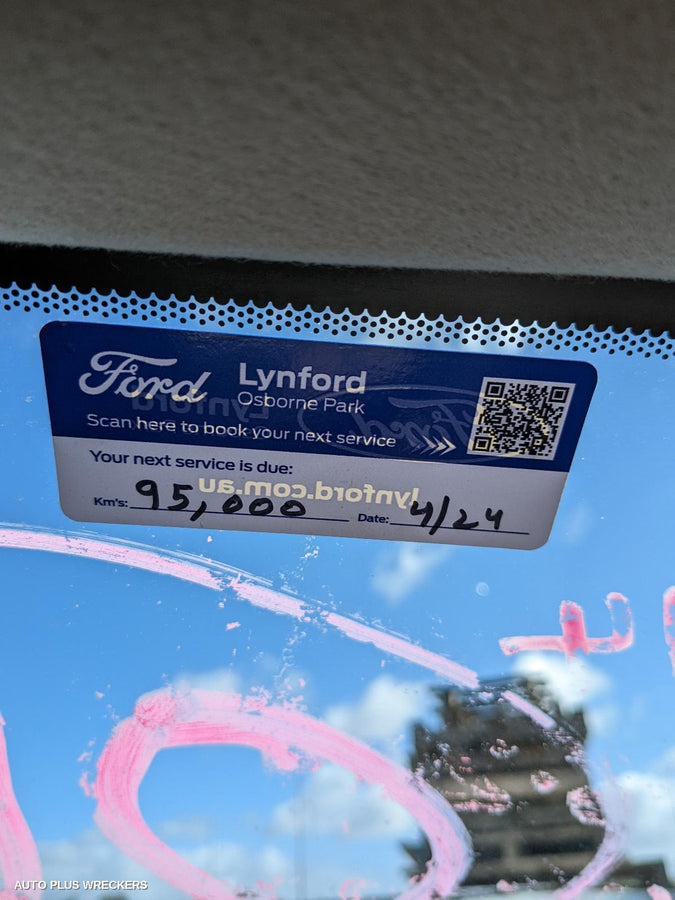 Ford
Lynford
Osborne Park
Scan here to book your next service
Your next service is due:
lynford.com.au
Km's: 95,000 Date: 4/24
AUTO PLUS WRECKERS